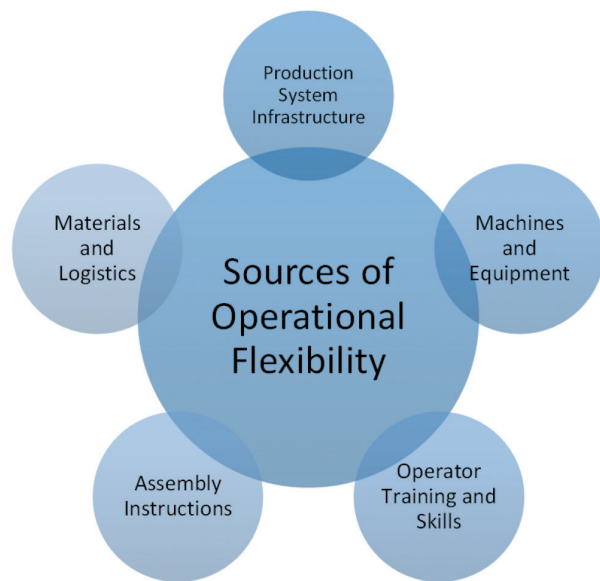 Production
System
Infrastructure
Machines
and
Equipment
Operator
Training and
Skills
Assembly
Instructions
Materials
and
Logistics
Sources of
Operational
Flexibility